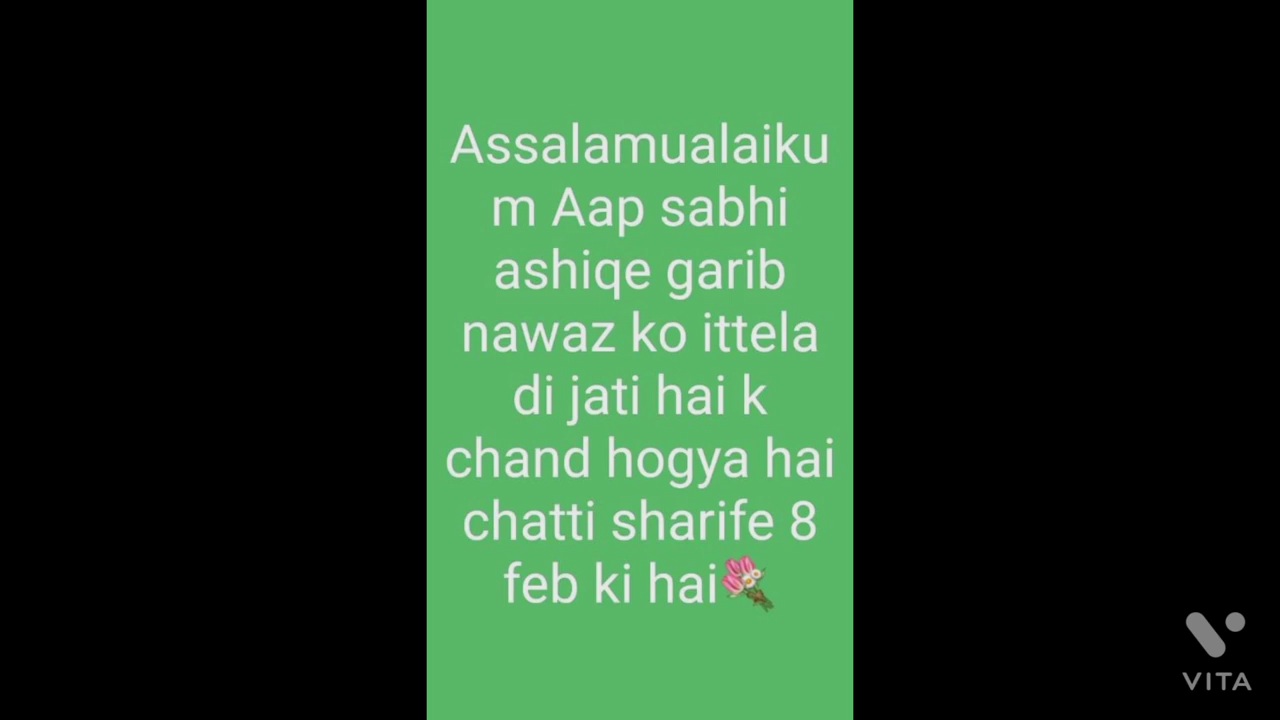 Assalamualaiku
m Aap sabhi
ashiqe garib
nawaz ko ittela
di jati hai k
chand hogya hai
chatti sharife 8
feb ki hai💐
VITA